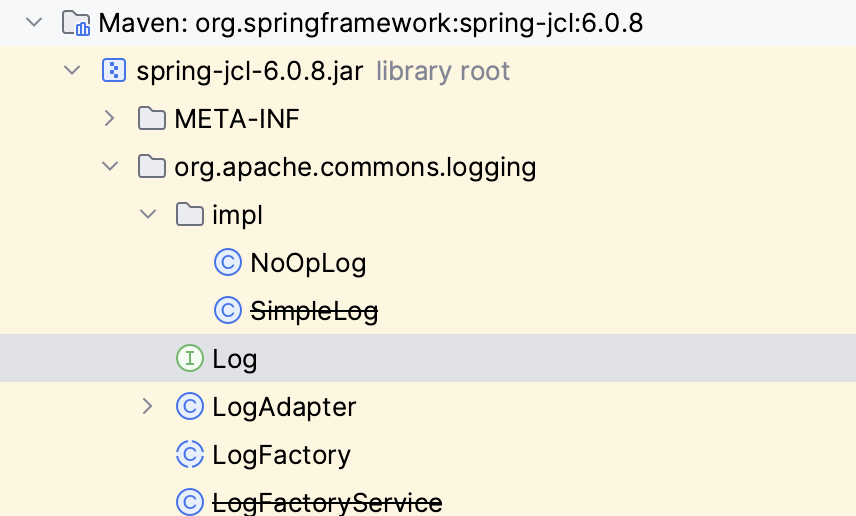 Maven: org.springframework:spring-jcl:6.0.8
spring-jcl-6.0.8.jar library root
META-INF
org.apache.commons.logging
impl
C NoOpLog
C SimpleLog
I Log
C LogAdapter
C LogFactory
C LogFactoryService